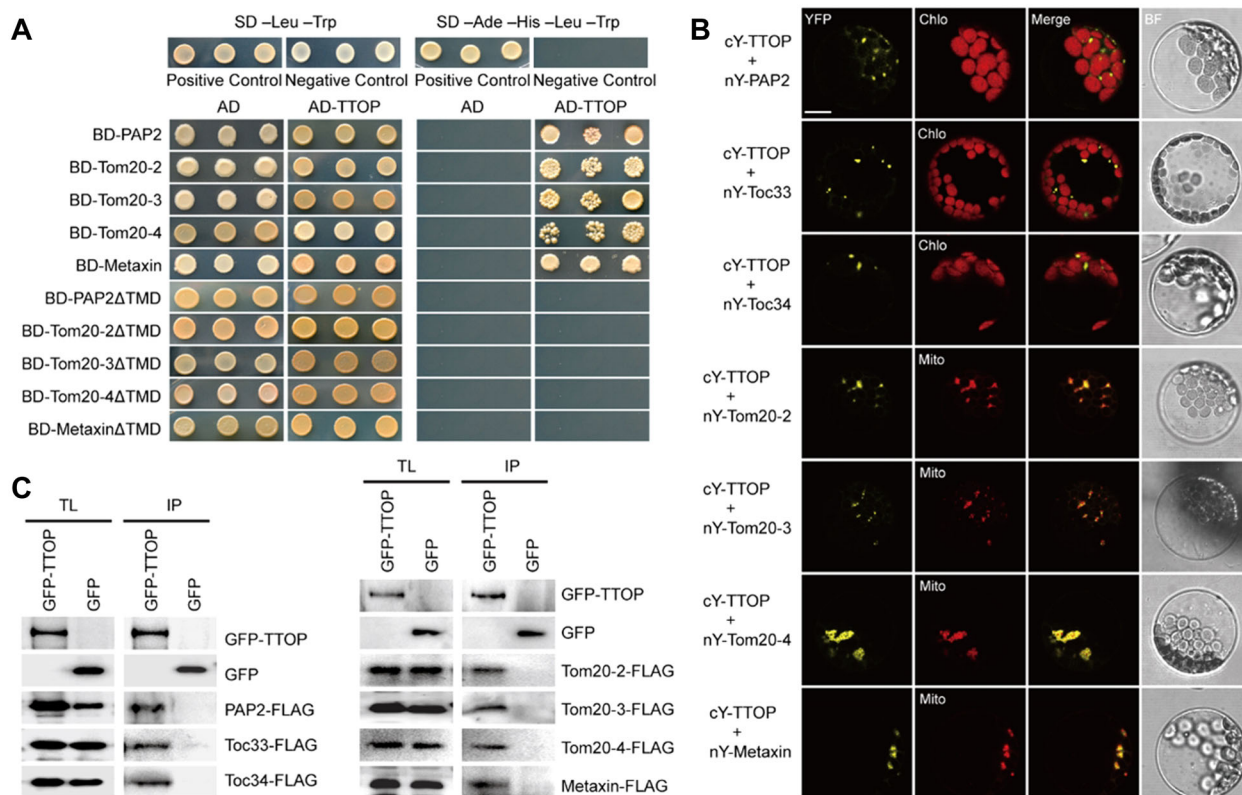 A
SD –Leu –Trp
SD –Ade –His –Leu –Trp
Positive Control
Negative Control
Positive Control
Negative Control
AD
AD-TTOP
AD
AD-TTOP
BD-PAP2
BD-Tom20-2
BD-Tom20-3
BD-Tom20-4
BD-Metaxin
BD-PAP2ΔTMD
BD-Tom20-2ΔTMD
BD-Tom20-3ΔTMD
BD-Tom20-4ΔTMD
BD-MetaxinΔTMD
B
YFP
Chlo
Merge
BF
cY-TTOP
+
nY-PAP2
Chlo
cY-TTOP
+
nY-Toc33
Chlo
cY-TTOP
+
nY-Toc34
Mito
cY-TTOP
+
nY-Tom20-2
Mito
cY-TTOP
+
nY-Tom20-3
Mito
cY-TTOP
+
nY-Tom20-4
Mito
cY-TTOP
+
nY-Metaxin
C
TL
IP
GFP-TTOP
GFP
GFP-TTOP
GFP
GFP-TTOP
GFP
PAP2-FLAG
Toc33-FLAG
Toc34-FLAG
TL
IP
GFP-TTOP
GFP
GFP-TTOP
GFP
GFP-TTOP
GFP
Tom20-2-FLAG
Tom20-3-FLAG
Tom20-4-FLAG
Metaxin-FLAG